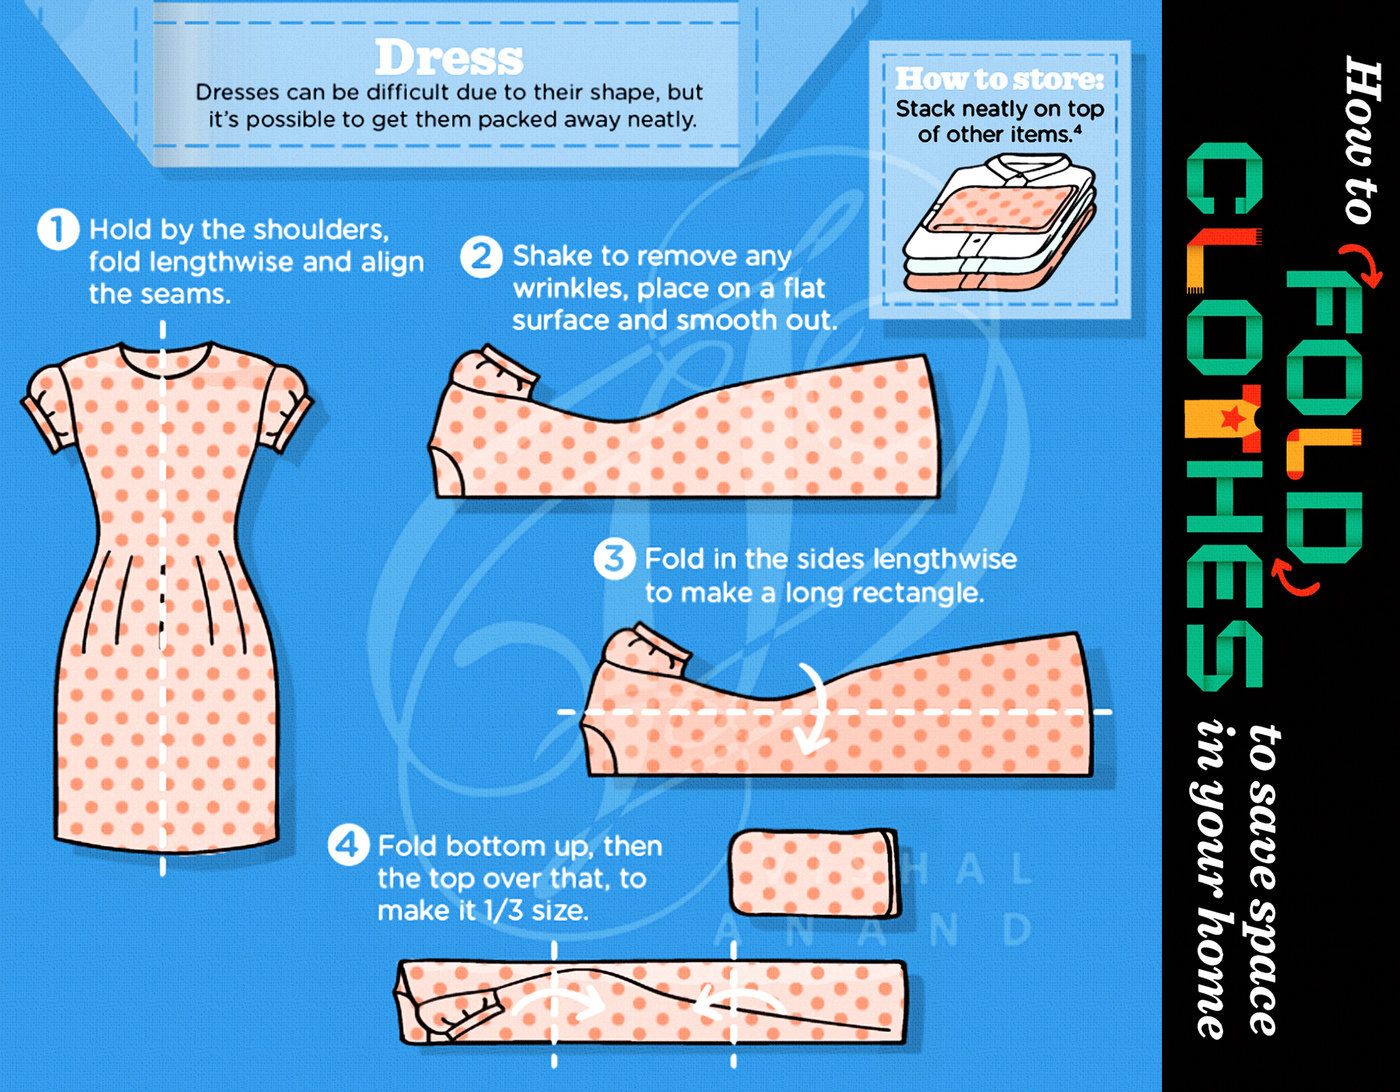 Dress
Dresses can be difficult due to their shape, but
it's possible to get them packed away neatly.
How to store:
Stack neatly on top
of other items.4
1 Hold by the shoulders,
fold lengthwise and align
the seams.
2 Shake to remove any
wrinkles, place on a flat
surface and smooth out.
3 Fold in the sides lengthwise
to make a long rectangle.
4 Fold bottom up, then
the top over that, to
make it 1/3 size.
HAL
ANAND
How to
FOLD
CLOTHES
to save space
in your home